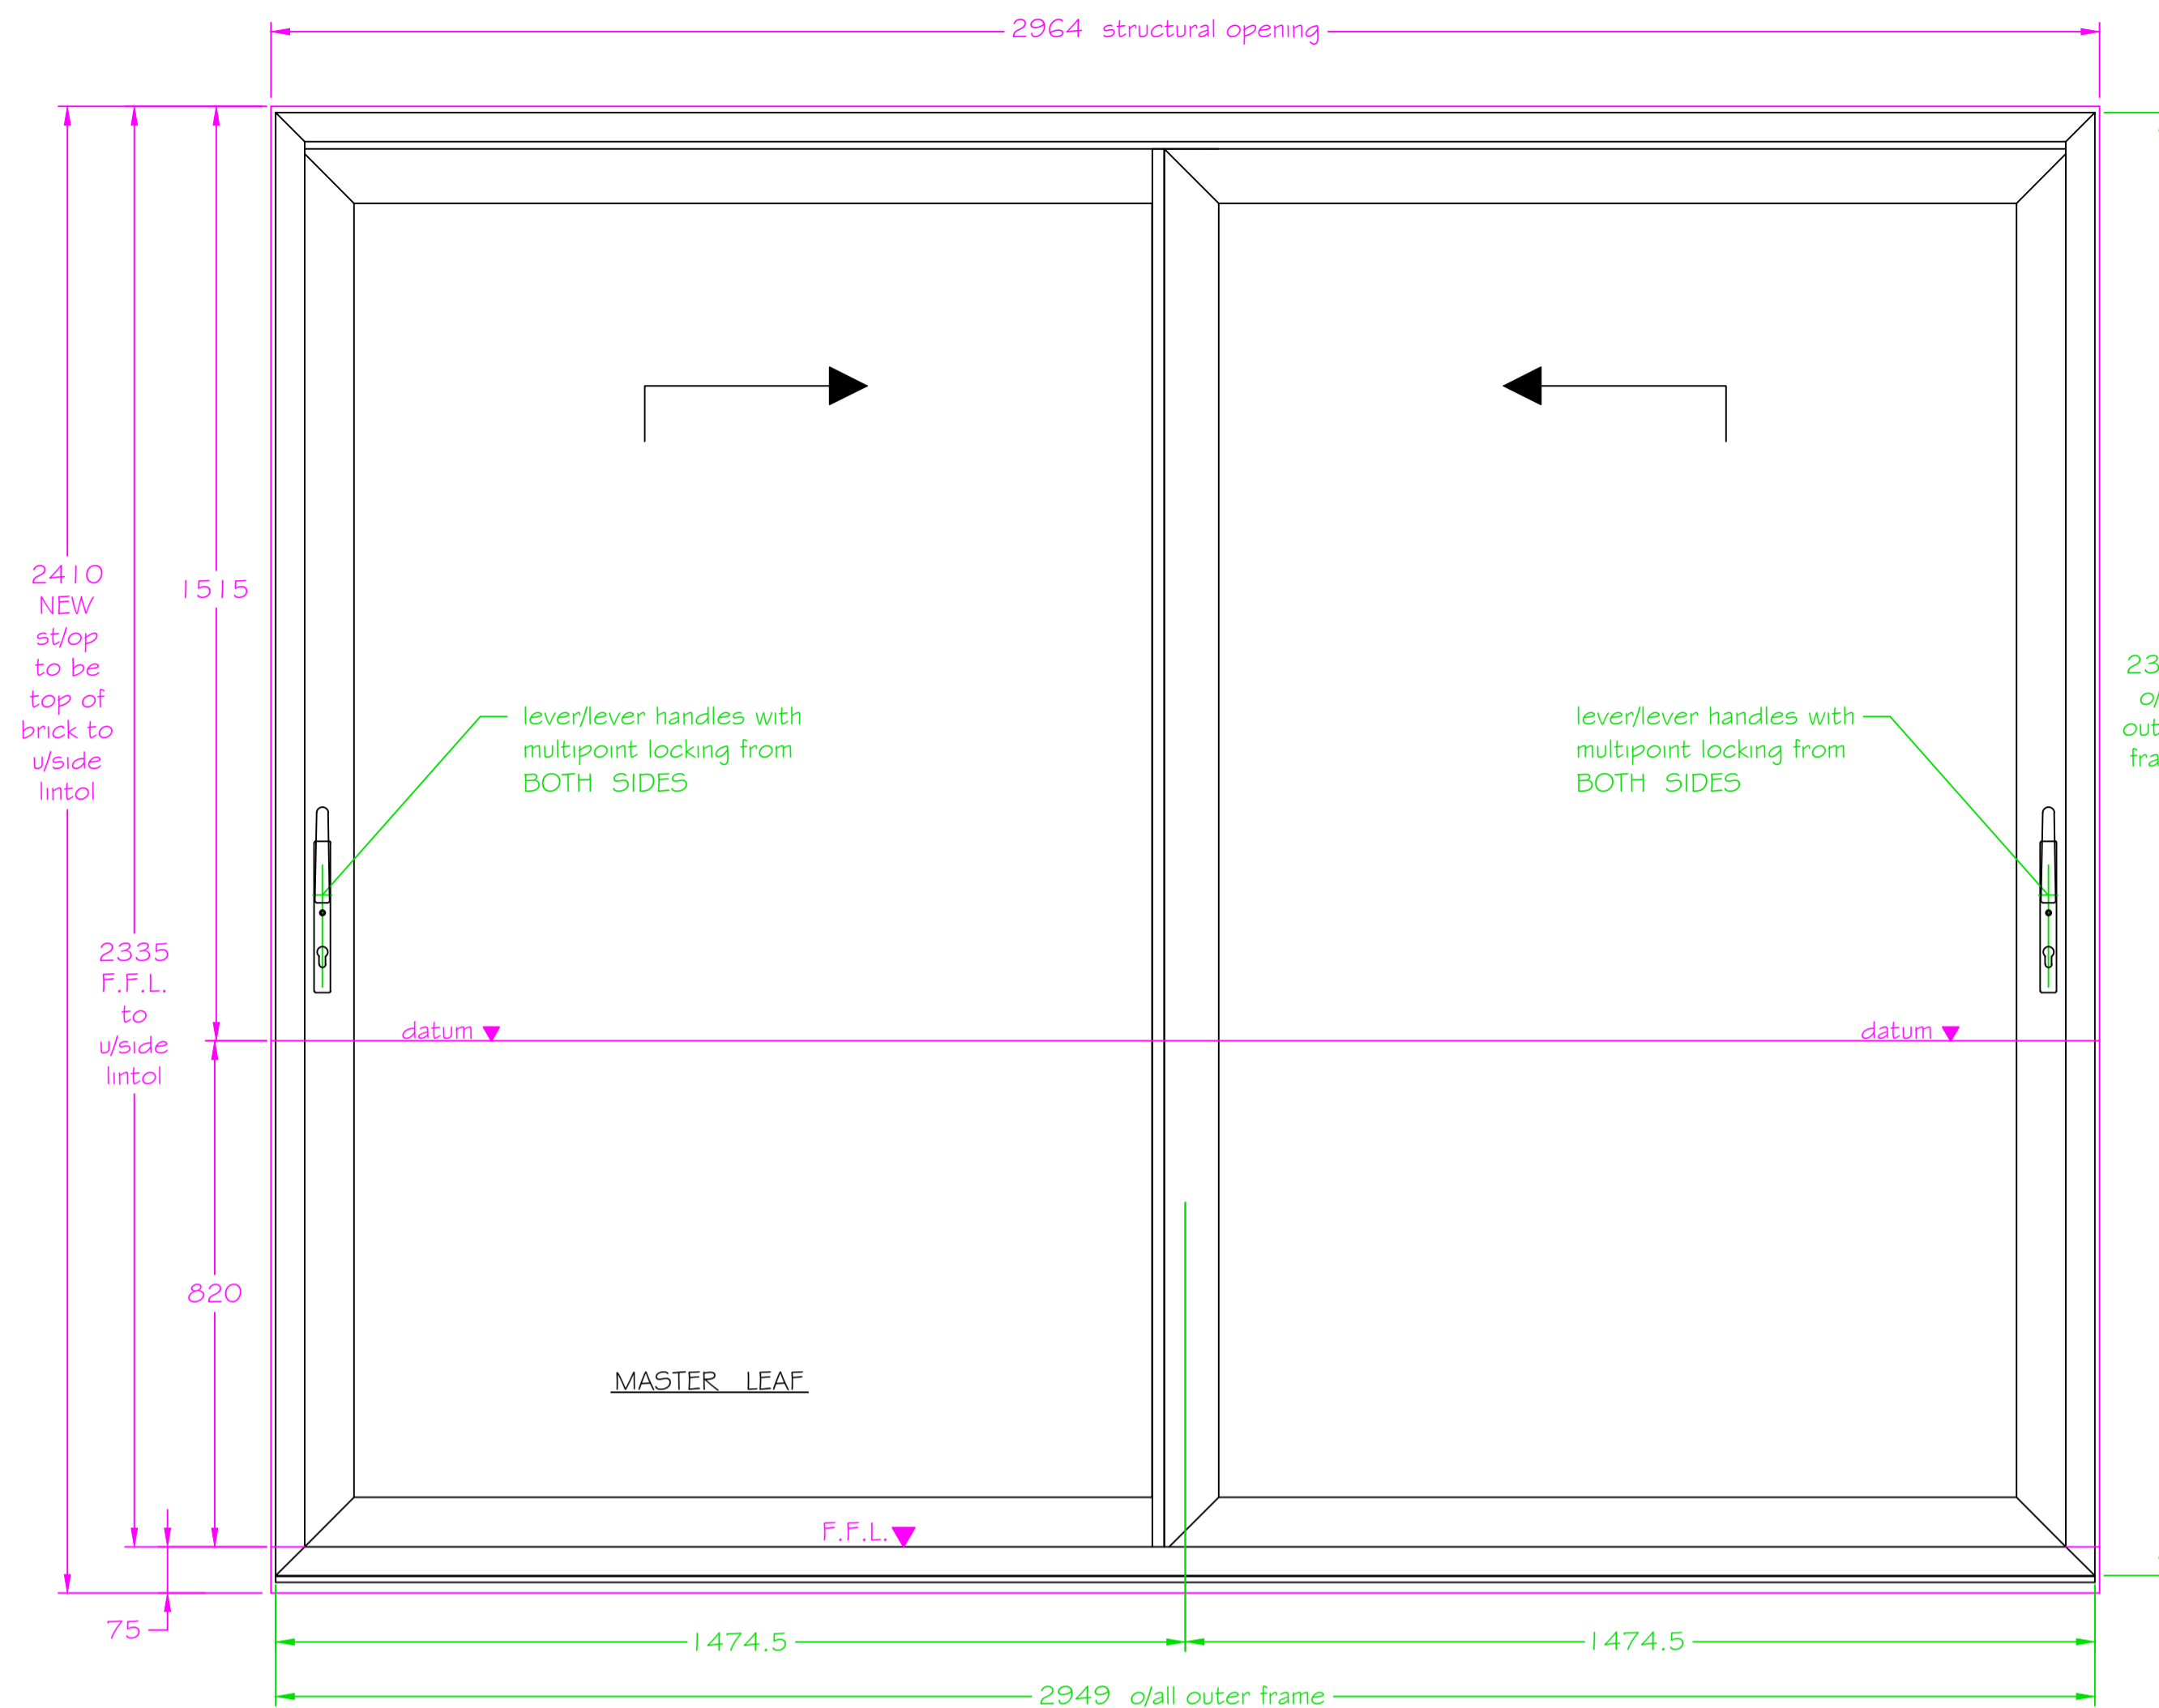 2964 structural opening
2410
NEW
st/op
to be
top of
brick to
u/side
lintol
1515
lever/lever handles with
multipoint locking from
BOTH SIDES
lever/lever handles with
multipoint locking from
BOTH SIDES
2335
F.F.L.
to
u/side
lintol
datum
datum
820
MASTER LEAF
F.F.L.
75
1474.5
1474.5
2949 o/all outer frame